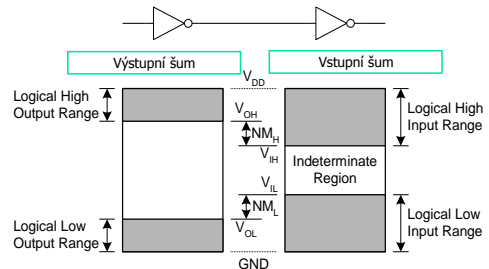 Výstupní šum
Vstupní šum
V_DD
Logical High
Output Range
V_OH
NM_H
V_IH
Logical High
Input Range
Indeterminate
Region
V_IL
NM_L
V_OL
Logical Low
Output Range
Logical Low
Input Range
GND